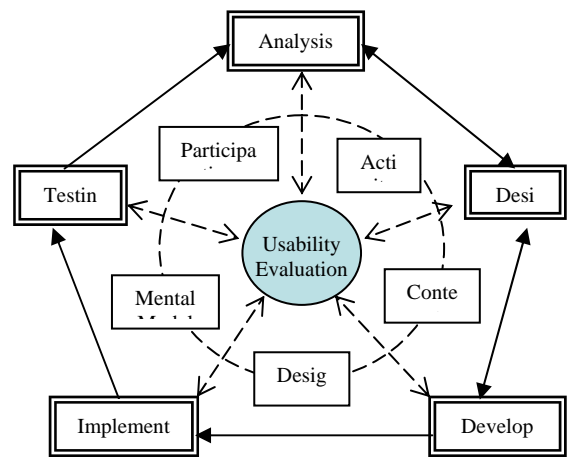 Analysis
Participa
Acti
Testin
Desi
Usability
Evaluation
Mental
Conte
Desig
Implement
Develop